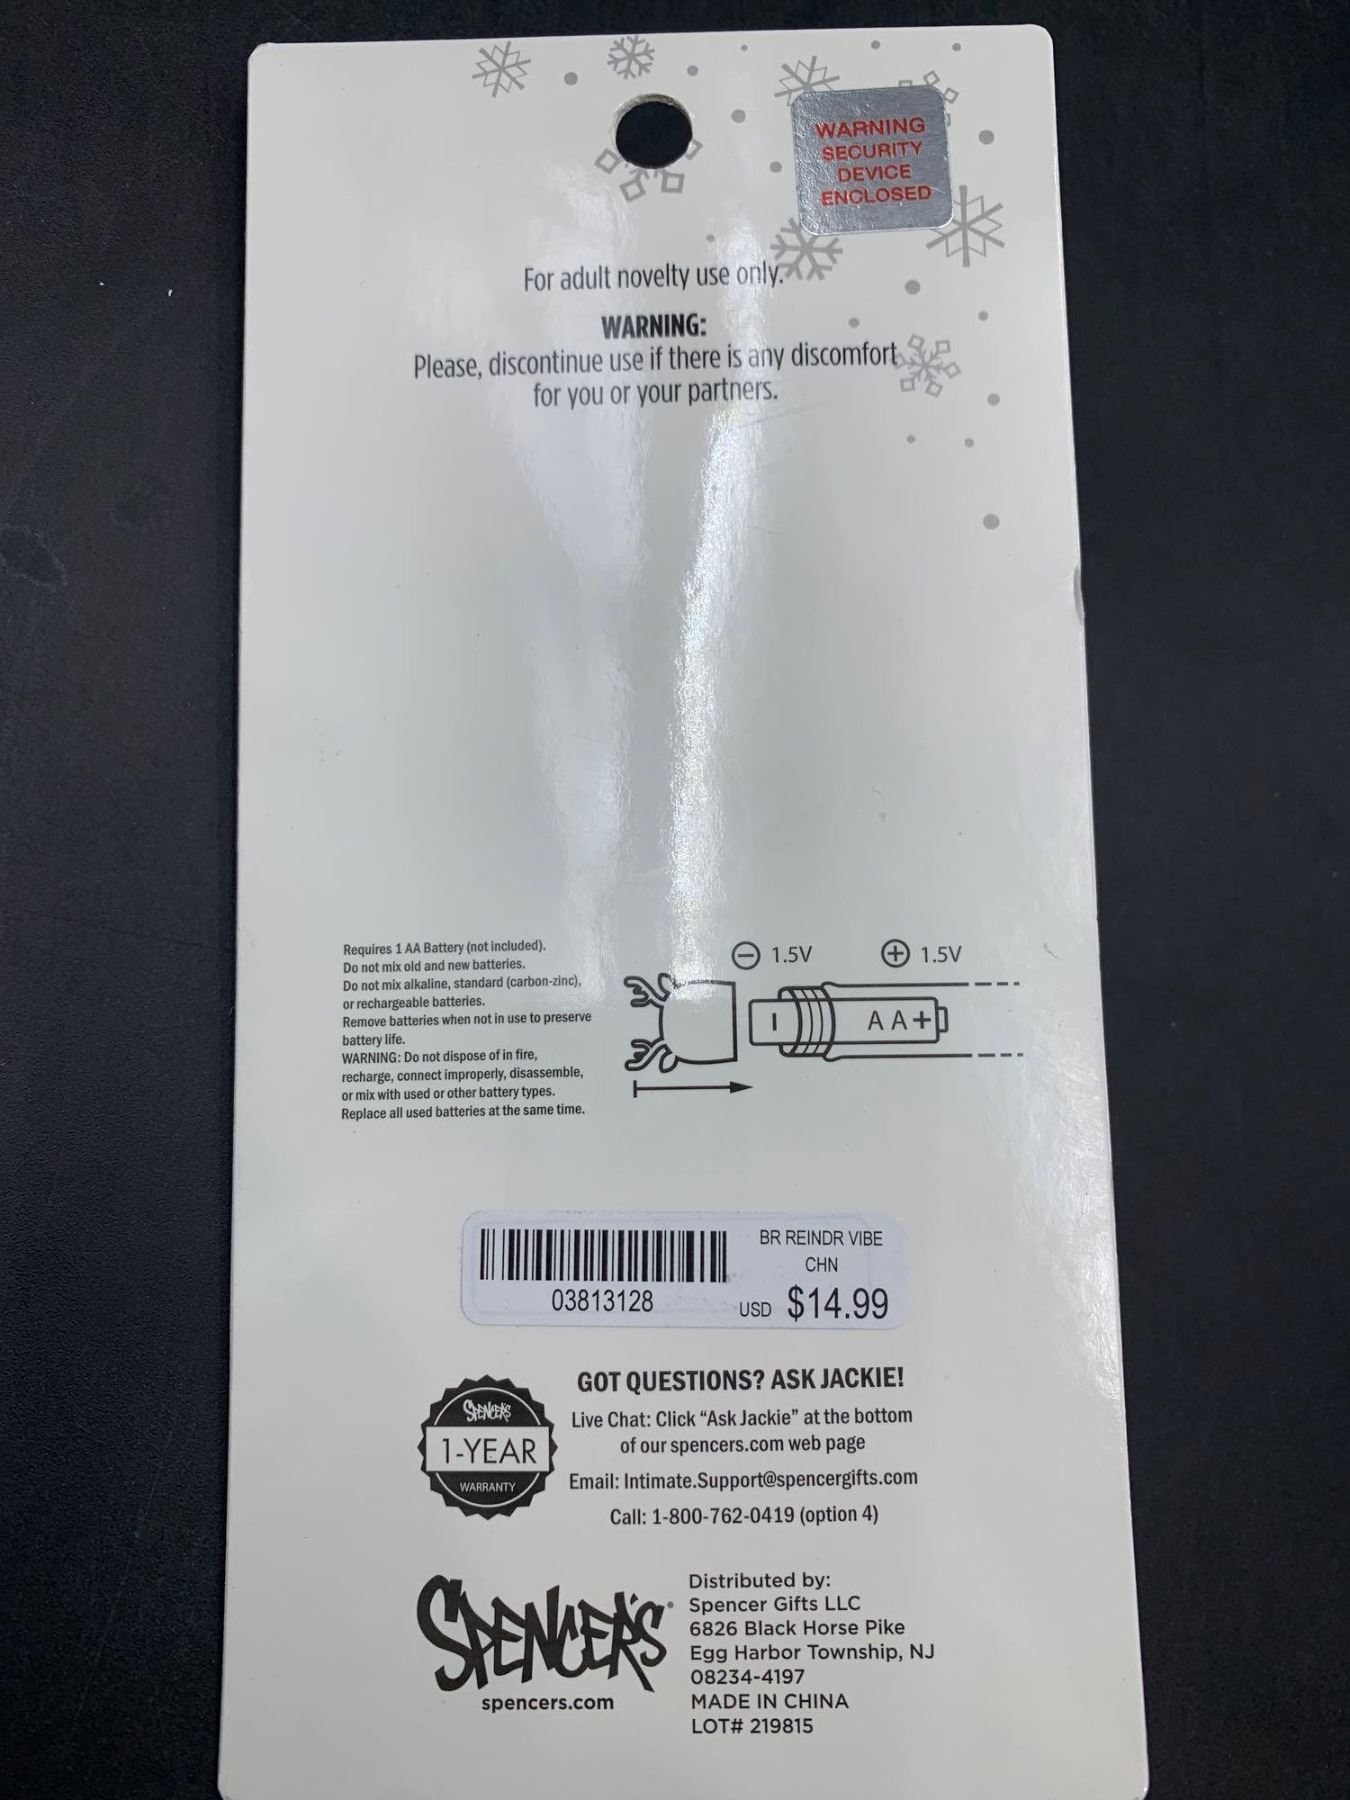 WARNING
SECURITY
DEVICE
ENCLOSED
For adult novelty use only.
WARNING:
Please, discontinue use if there is any discomfort
for you or your partners.
Requires 1 AA Battery (not included).
Do not mix old and new batteries.
Do not mix alkaline, standard (carbon-zinc),
or rechargeable batteries.
Remove batteries when not in use to preserve
battery life.
WARNING: Do not dispose of in fire,
recharge, connect improperly, disassemble,
or mix with used or other battery types.
Replace all used batteries at the same time.
⊖ 1.5V ⊕ 1.5V
- AA+
BR REINDR VIBE
CHN
03813128
USD $14.99
GOT QUESTIONS? ASK JACKIE!
Live Chat: Click “Ask Jackie” at the bottom
of our spencers.com web page
Email: Intimate.Support@spencergifts.com
Call: 1-800-762-0419 (option 4)
SPENCER'S
1-YEAR
WARRANTY
SPENCER'S
spencers.com
Distributed by:
Spencer Gifts LLC
6826 Black Horse Pike
Egg Harbor Township, NJ
08234-4197
MADE IN CHINA
LOT# 219815